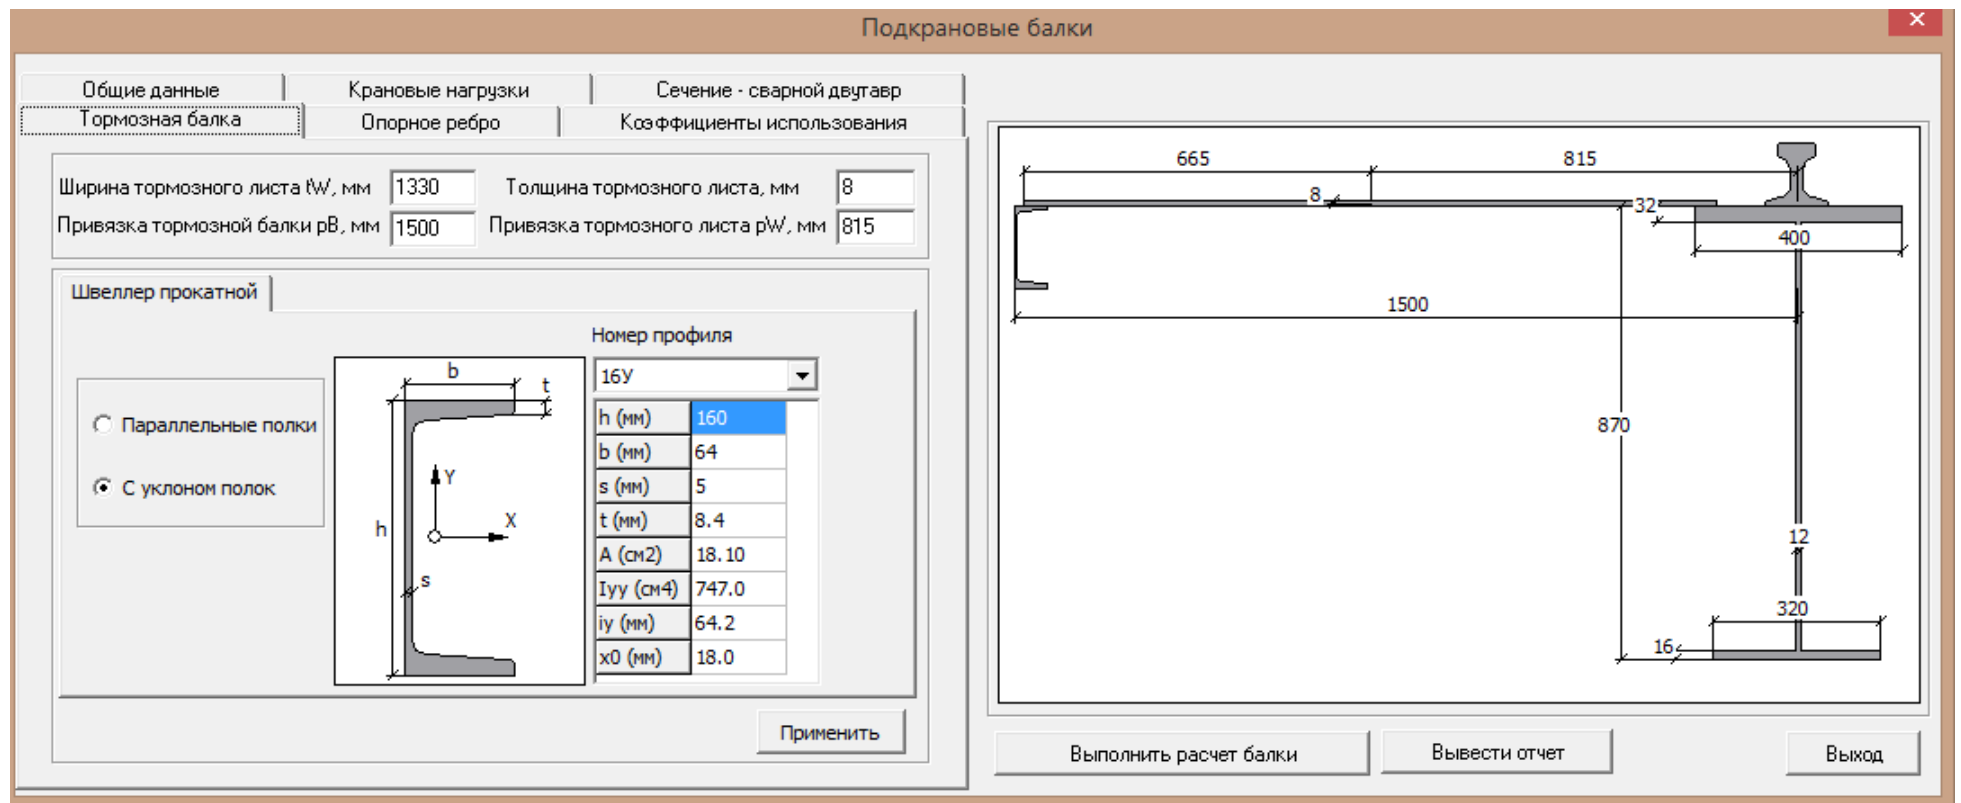 Подкрановые балки
Общие данные
Крановые нагрузки
Сечение - сварной двутавр
Тормозная балка
Опорное ребро
Коэффициенты использования
Ширина тормозного листа lW, мм 1330
Толщина тормозного листа, мм 8
Привязка тормозной балки pB, мм 1500
Привязка тормозного листа pW, мм 815
Швеллер прокатной
Номер профиля
16У
Параллельные полки
С уклоном полок
b
t
h
s
Y
X
h (мм) 160
b (мм) 64
s (мм) 5
t (мм) 8.4
A (см2) 18.10
Iyy (см4) 747.0
iy (мм) 64.2
x0 (мм) 18.0
Применить
665
815
8
32
400
1500
870
12
320
16
Выполнить расчет балки
Вывести отчет
Выход